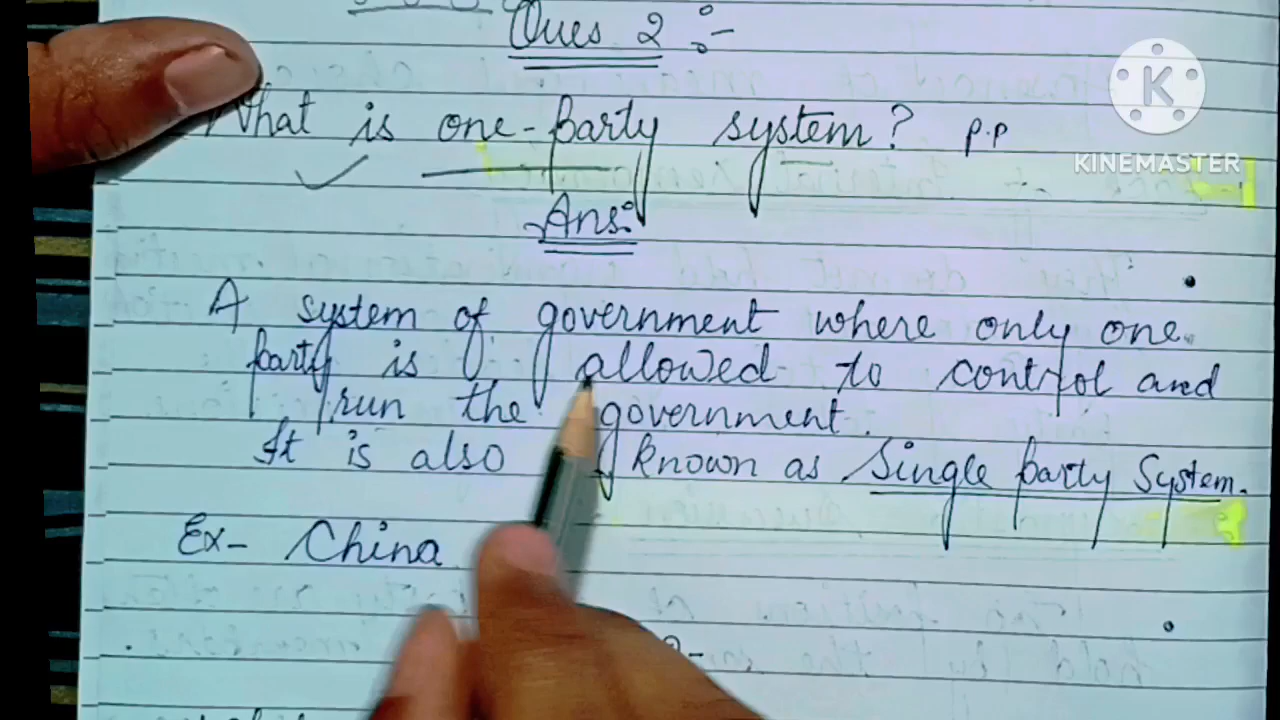 Ques 2 :-
What is one-party system? P.P
Ans:
A system of government where only one
party is allowed to control and
run the government.
It is also known as Single party System.
Ex- China
KINEMASTER